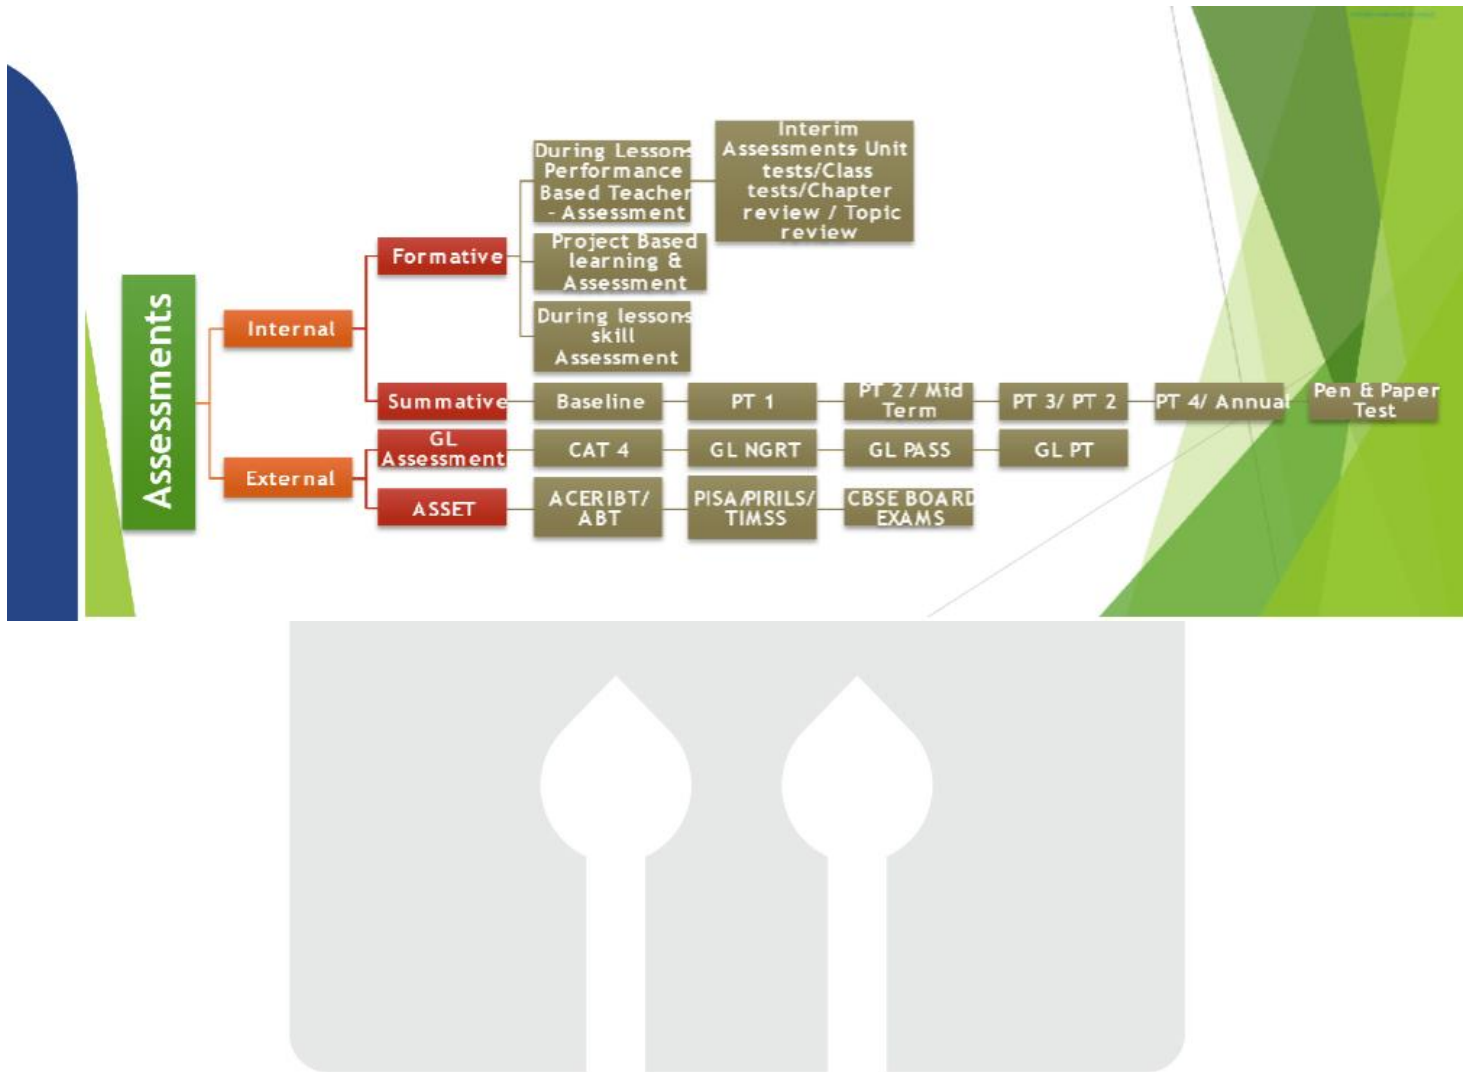 Assessments
Internal
Formative
During Lessons-
Performance
Based Teacher
- Assessment
Interim
Assessments-Unit
tests/Class
tests/Chapter
review / Topic
review
Project Based
learning &
Assessment
During lessons-
skill
Assessment
Summative
Baseline
PT 1
PT 2 / Mid
Term
PT 3/ PT 2
PT 4/ Annual
Pen & Paper
Test
External
GL
Assessment
CAT 4
GL NGRT
GL PASS
GL PT
ASSET
ACERIBT/
ABT
PISA/PIRILS/
TIMSS
CBSE BOARD
EXAMS